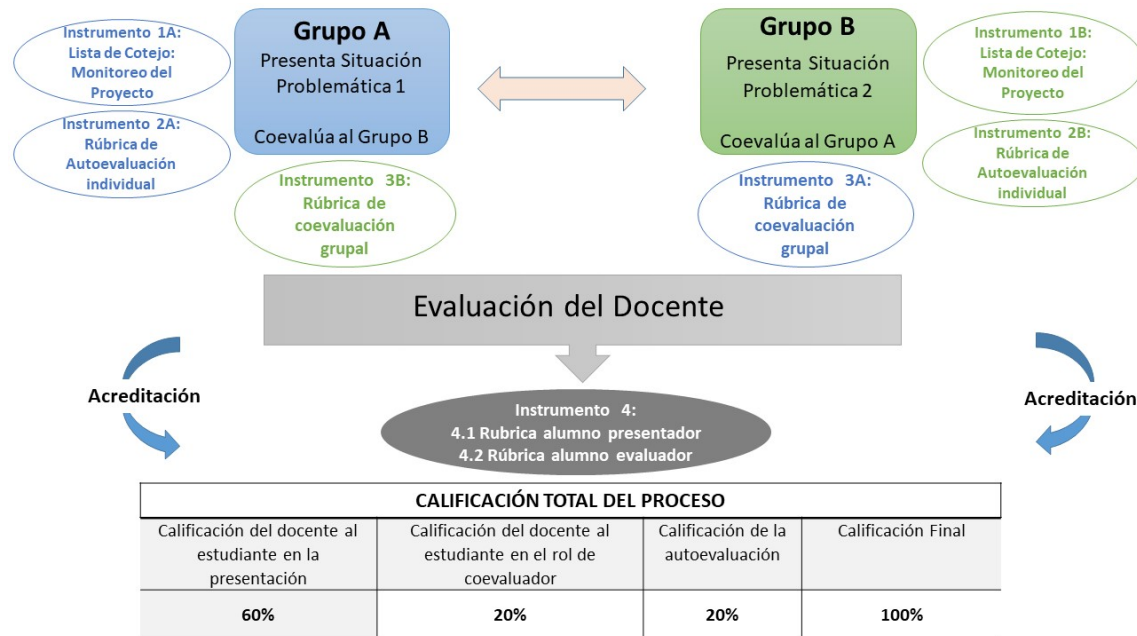 Instrumento 1A:
Lista de Cotejo:
Monitoreo del
Proyecto
Instrumento 2A:
Rúbrica de
Autoevaluación
individual
Grupo A
Presenta Situación
Problemática 1
Coevalúa al Grupo B
Instrumento 3B:
Rúbrica de
coevaluación
grupal
Grupo B
Presenta Situación
Problemática 2
Coevalúa al Grupo A
Instrumento 3A:
Rúbrica de
coevaluación
grupal
Instrumento 1B:
Lista de Cotejo:
Monitoreo del
Proyecto
Instrumento 2B:
Rúbrica de
Autoevaluación
individual
Evaluación del Docente
Acreditación
Acreditación
Instrumento 4:
4.1 Rubrica alumno presentador
4.2 Rúbrica alumno evaluador
CALIFICACIÓN TOTAL DEL PROCESO
Calificación del docente al
estudiante en la
presentación
Calificación del docente al
estudiante en el rol de
coevaluador
Calificación de la
autoevaluación
Calificación Final
60%
20%
20%
100%